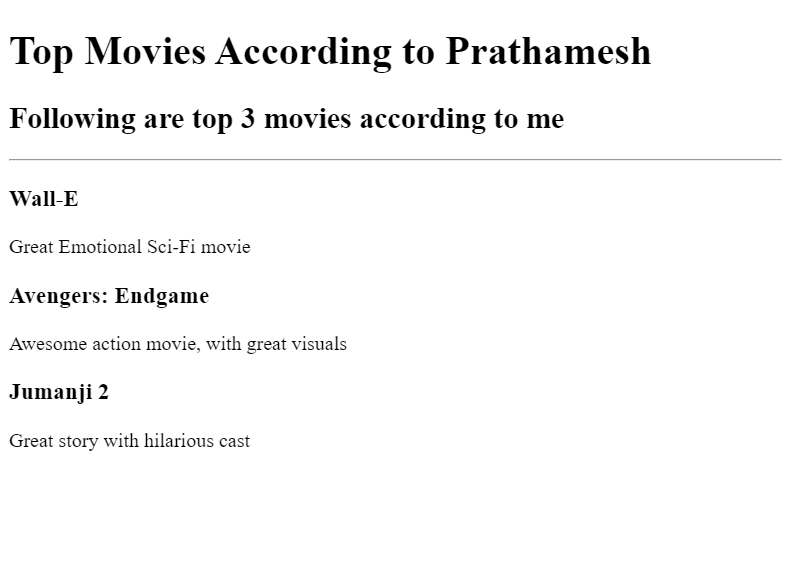 Top Movies According to Prathamesh
Following are top 3 movies according to me
Wall-E
Great Emotional Sci-Fi movie
Avengers: Endgame
Awesome action movie, with great visuals
Jumanji 2
Great story with hilarious cast